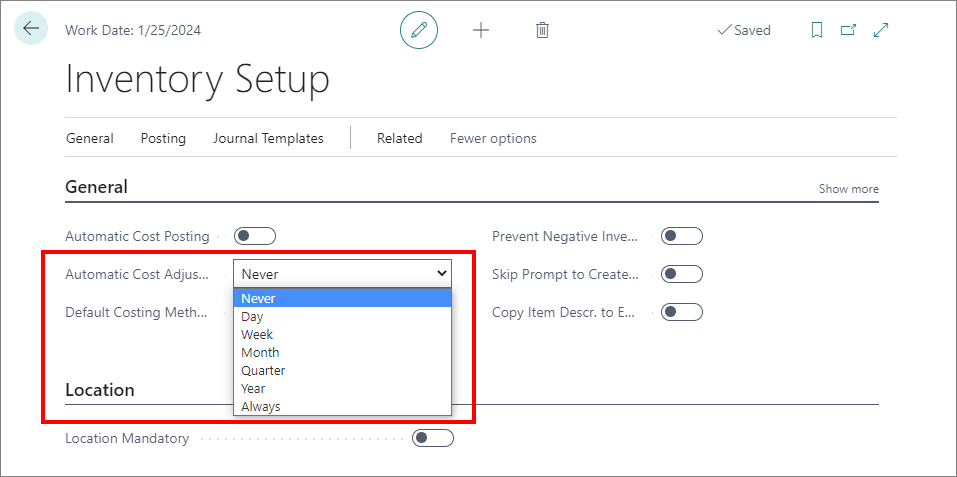 Work Date: 1/25/2024
Saved
Inventory Setup
General Posting Journal Templates Related Fewer options
General Show more
Automatic Cost Posting
Prevent Negative Inve...
Automatic Cost Adjus... Never
Skip Prompt to Create...
Default Costing Meth...
Copy Item Descr. to E...
Never
Day
Week
Month
Quarter
Year
Always
Location
Location Mandatory